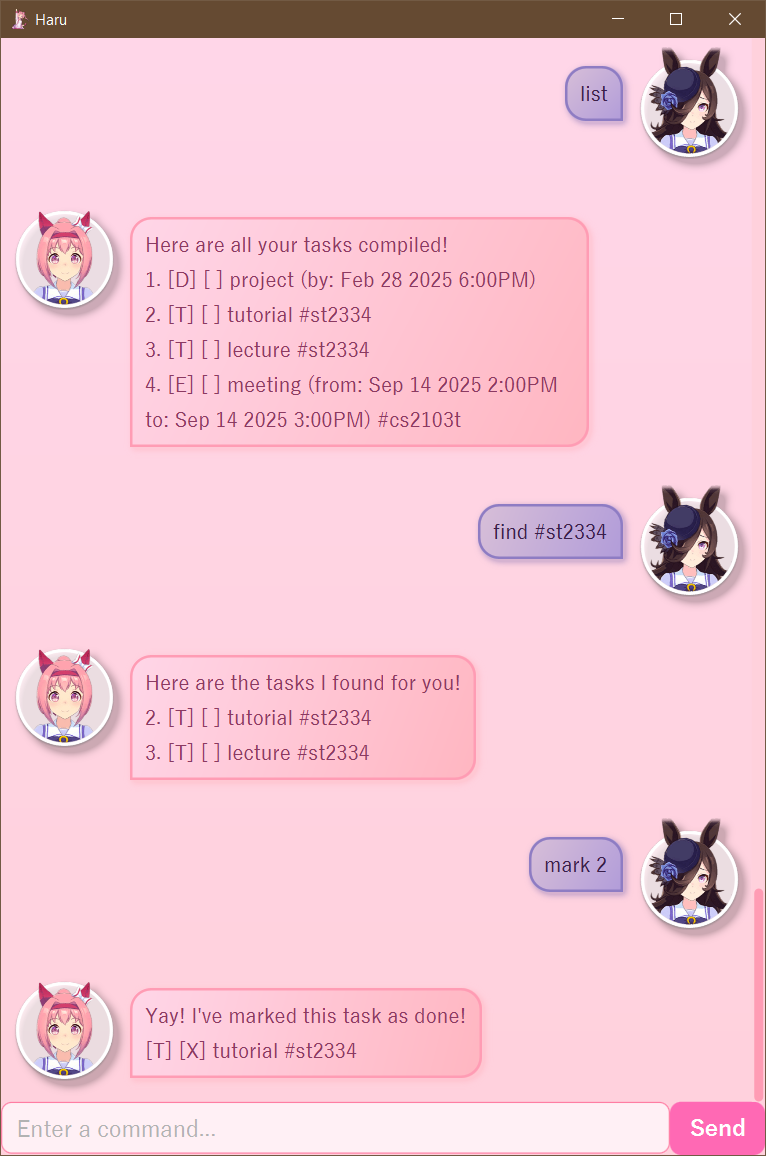 Haru
list
Here are all your tasks compiled!
1. [D] [ ] project (by: Feb 28 2025 6:00PM)
2. [T] [ ] tutorial #st2334
3. [T] [ ] lecture #st2334
4. [E] [ ] meeting (from: Sep 14 2025 2:00PM
to: Sep 14 2025 3:00PM) #cs2103t
find #st2334
Here are the tasks I found for you!
2. [T] [ ] tutorial #st2334
3. [T] [ ] lecture #st2334
mark 2
Yay! I've marked this task as done!
[T] [X] tutorial #st2334
Enter a command...
Send